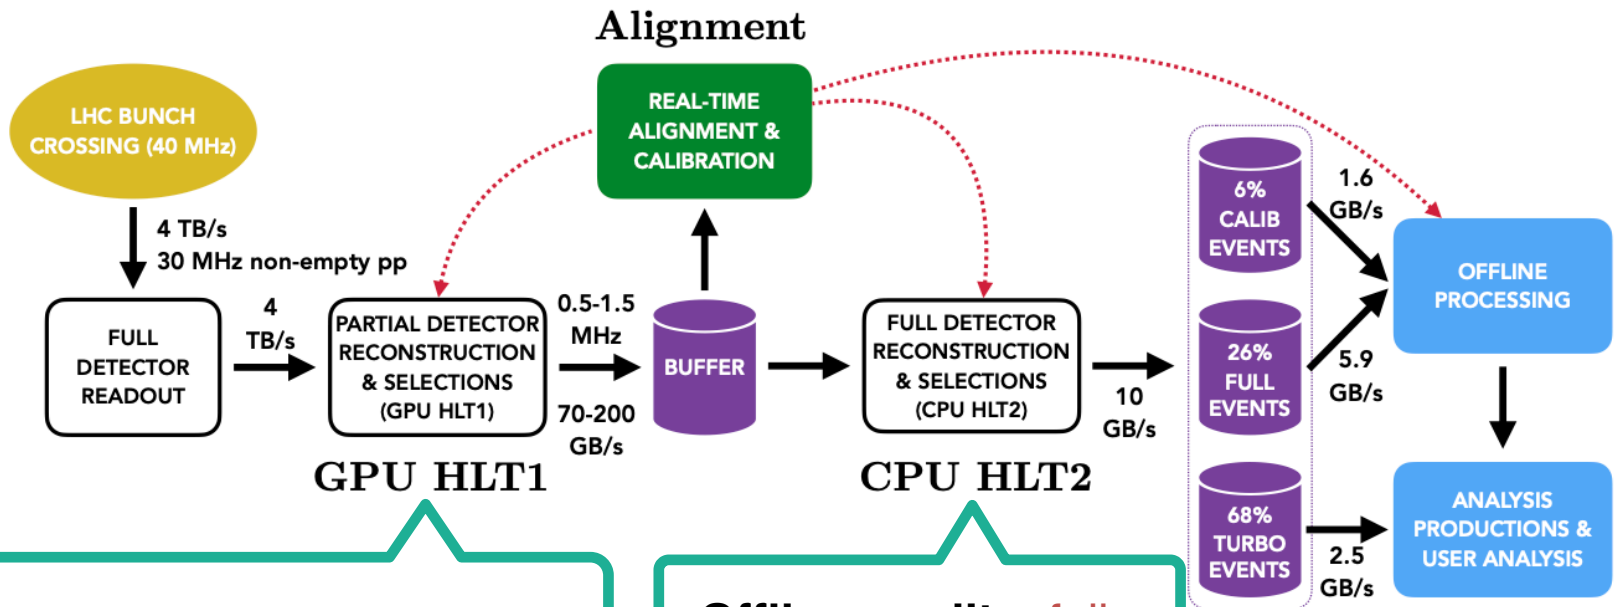 Alignment
LHC BUNCH
CROSSING (40 MHz)
REAL-TIME
ALIGNMENT &
CALIBRATION
4 TB/s
30 MHz non-empty pp
FULL
DETECTOR
READOUT
4
TB/s
PARTIAL DETECTOR
RECONSTRUCTION
& SELECTIONS
(GPU HLT1)
GPU HLT1
0.5-1.5
MHz
70-200
GB/s
BUFFER
FULL DETECTOR
RECONSTRUCTION
& SELECTIONS
(CPU HLT2)
CPU HLT2
10
GB/s
6%
CALIB
EVENTS
26%
FULL
EVENTS
68%
TURBO
EVENTS
1.6
GB/s
5.9
GB/s
2.5
GB/s
OFFLINE
PROCESSING
ANALYSIS
PRODUCTIONS &
USER ANALYSIS